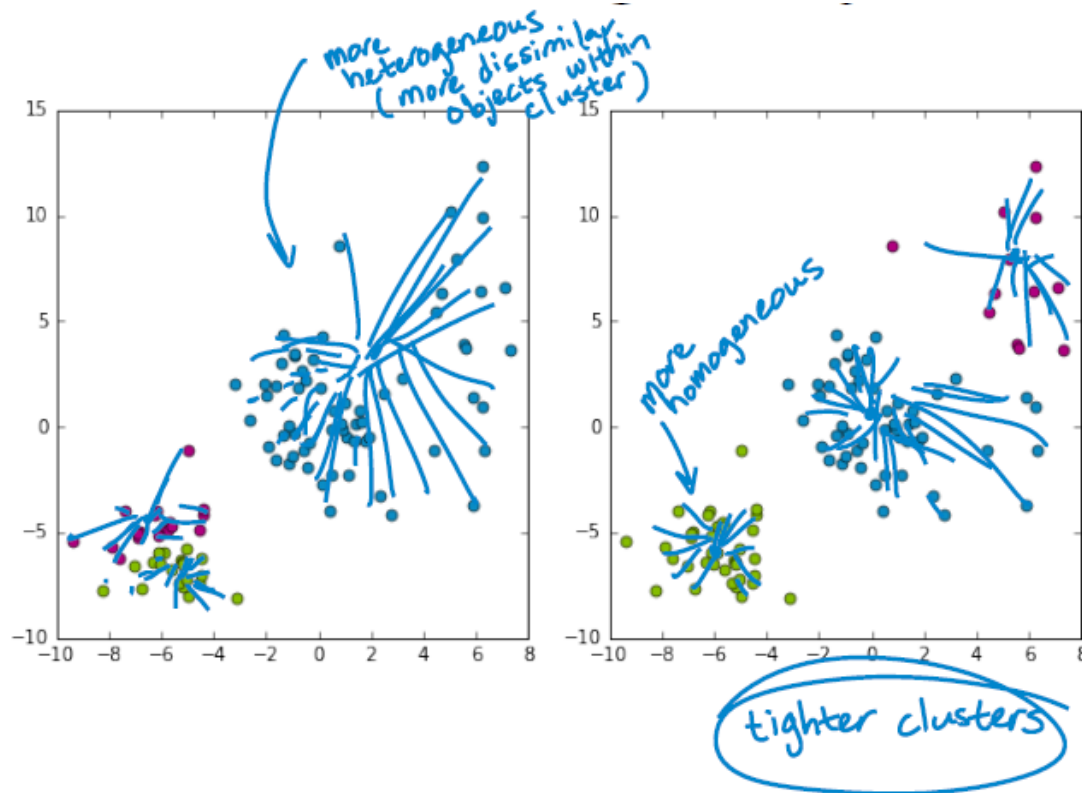 more
heterogeneous
(more dissimilar
objects within
cluster)
15
10
5
0
−5
−10
−10 −8 −6 −4 −2 0 2 4 6 8
more
homogeneous
15
10
5
0
−5
−10
−10 −8 −6 −4 −2 0 2 4 6 8
tighter clusters